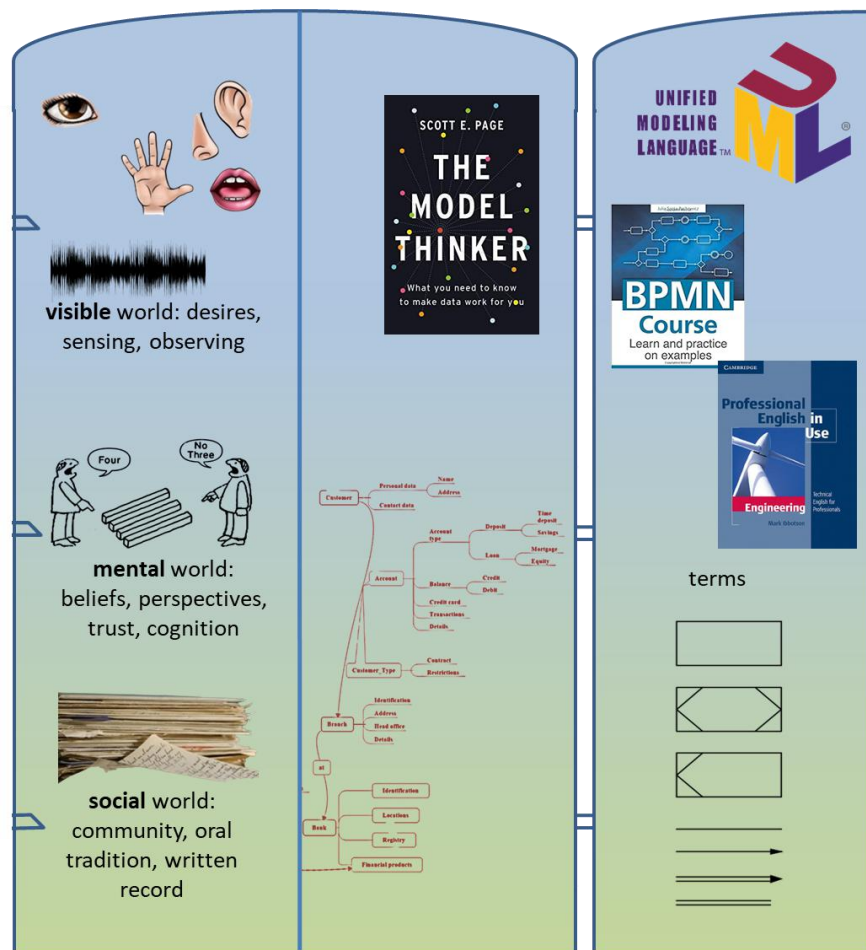 visible world: desires,
sensing, observing
Four
No
Three
mental world:
beliefs, perspectives,
trust, cognition
social world:
community, oral
tradition, written
record
SCOTT E. PAGE
THE
MODEL
THINKER
What you need to know
to make data work for you
Customer
Personal data
Name
Address
Contact data
Account
Account
type
Deposit
Time
deposit
Savings
Loan
Mortgage
Equity
Balance
Credit
Debit
Credit card
Transactions
Details
Customer_Type
Contract
Restrictions
Branch
Identification
Address
Head office
Details
at
Bank
Identification
Locations
Registry
Financial products
UNIFIED
MODELING
LANGUAGE TM
UML ®
BPMN
Course
Learn and practice
on examples
CAMBRIDGE
Professional
English in
Use
Engineering
Technical
English for
Professionals
Mark Ibbotson
terms